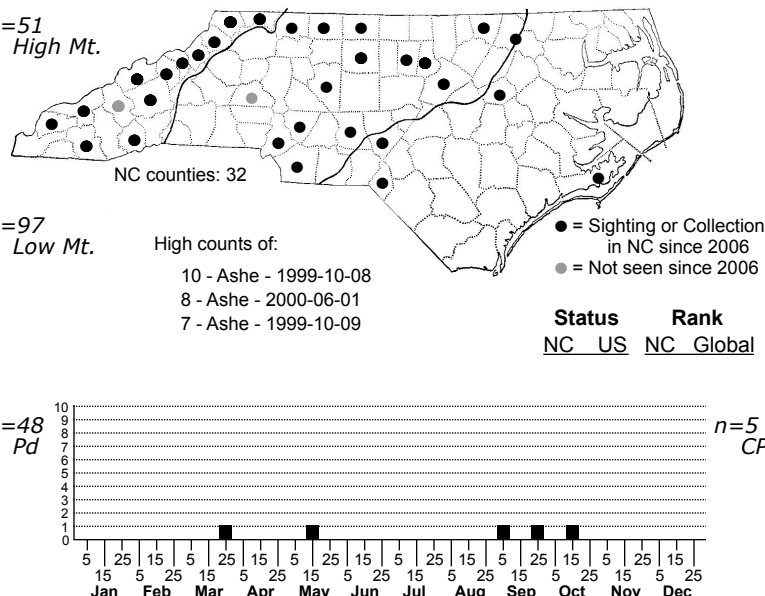 =51
High Mt.
NC counties: 32
=97
Low Mt.
High counts of:
10 - Ashe - 1999-10-08
8 - Ashe - 2000-06-01
7 - Ashe - 1999-10-09
= Sighting or Collection
in NC since 2006
= Not seen since 2006
Status Rank
NC US NC Global
=48
Pd
n=5
CP
10
9
8
7
6
5
4
3
2
1
0
5 25 15 5 25 15 5 25 15 5 25 15 5 25 15 5 25 15
15 5 25 15 5 25 15 5 25 15 5 25 15 5 25 15 5 25
Jan Feb Mar Apr May Jun Jul Aug Sep Oct Nov Dec